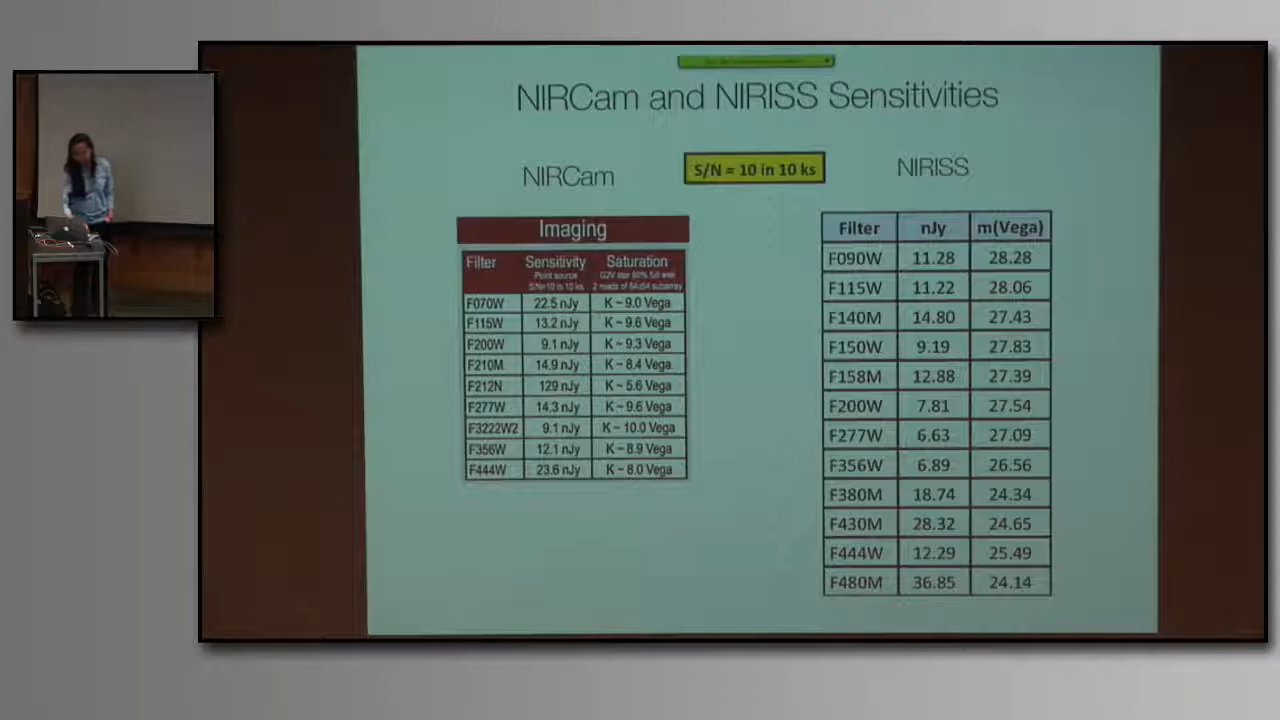 NIRCam and NIRISS Sensitivities
NIRCam
S/N = 10 in 10 ks
NIRISS
Imaging
Filter Sensitivity Saturation
Point source G2V star 80% full well
S/N=10 in 10 ks 2 reads of 64x64 subarray
F070W 22.5 nJy K ~ 9.0 Vega
F115W 13.2 nJy K ~ 9.6 Vega
F200W 9.1 nJy K ~ 9.3 Vega
F210M 14.9 nJy K ~ 8.4 Vega
F212N 129 nJy K ~ 5.6 Vega
F277W 14.3 nJy K ~ 9.6 Vega
F3222W2 9.1 nJy K ~ 10.0 Vega
F356W 12.1 nJy K ~ 8.9 Vega
F444W 23.6 nJy K ~ 8.0 Vega
Filter nJy m(Vega)
F090W 11.28 28.28
F115W 11.22 28.06
F140M 14.80 27.43
F150W 9.19 27.83
F158M 12.88 27.39
F200W 7.81 27.54
F277W 6.63 27.09
F356W 6.89 26.56
F380M 18.74 24.34
F430M 28.32 24.65
F444W 12.29 25.49
F480M 36.85 24.14